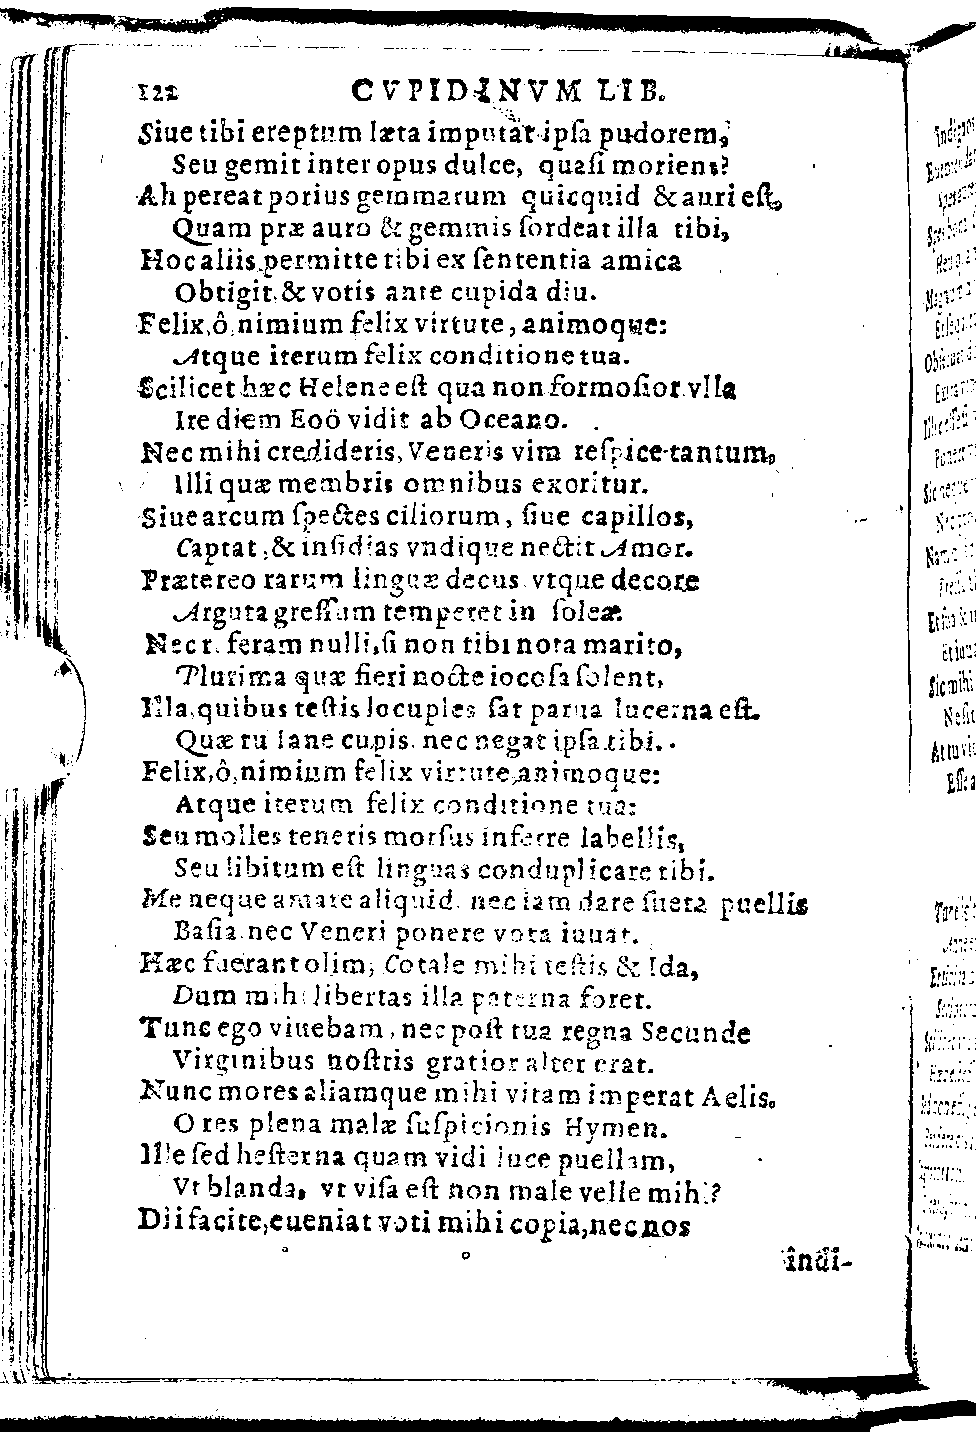 122 CVPIDINVM LIB.
Siue tibi ereptum læta imputat ipſa pudorem,
Seu gemit inter opus dulce, quaſi moriens?
Ah pereat potius gemmarum quicquid & auri eſt,
Quam præ auro & gemmis ſordeat illa tibi,
Hoc aliis permitte tibi ex ſententia amica
Obtigit, & votis ante cupida diu.
Felix, ô, nimium felix virtute, animoque:
Atque iterum felix conditione tua.
Scilicet hæc Helene eſt qua non formoſior vlla
Ire diem Eoö vidit ab Oceano.
Nec mihi credideris, Veneris vim reſpice tantum,
Illi quæ membris omnibus exoritur.
Siue arcum ſpectes ciliorum, ſiue capillos,
Captat, & inſidias vndique nectit Amor.
Prætereo rarum linguæ decus vtque decore
Arguta greſſum temperet in ſoleæ.
Nec r. feram nulli, ſi non tibi nota marito,
Plurima quæ fieri nocte iocoſa ſolent,
Illa, quibus teſtis locuples ſat parua lucerna eſt.
Quæ tu lane cupis. nec negat ipſa tibi.
Felix, ô, nimium felix virtute, animoque:
Atque iterum felix conditione tua:
Seu molles teneris morſus inferre labellis,
Seu libitum eſt linguas conduplicare tibi.
Me neque amare aliquid. nec iam dare ſueta puellis
Baſia. nec Veneri ponere vota iuuat.
Hæc fuerant olim, Cotale mihi teſtis & Ida,
Dum mihi libertas illa paterna foret.
Tunc ego viuebam, nec poſt tua regna Secunde
Virginibus noſtris gratior alter erat.
Nunc mores aliamque mihi vitam imperat Aelis.
O res plena malæ ſuſpicionis Hymen.
Ille ſed heſterna quam vidi luce puellam,
Vt blanda, vt viſa eſt non male velle mihi?
Dii facite, eueniat voti mihi copia, nec nos
indi-